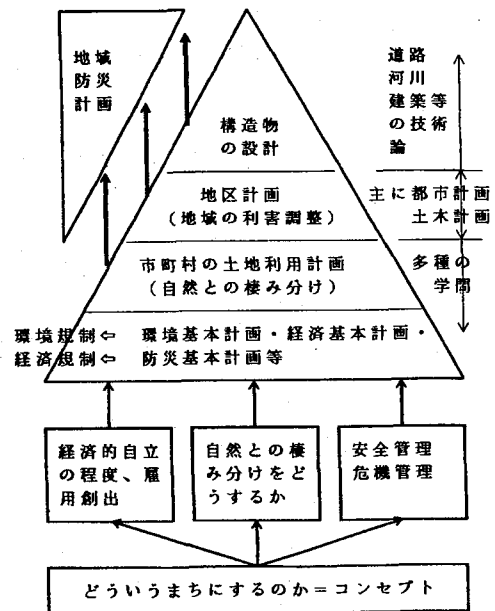 地域
防災
計画
道路
河川
建築等
の技術
論
構造物
の設計
地区計画
(地域の利害調整)
主に都市計画
土木計画
市町村の土地利用計画
(自然との棲み分け)
多種の
学間
環境規制⇦ 環境基本計画・経済基本計画・
経済規制⇦ 防災基本計画等
経済的自立
の程度、雇
用創出
自然との棲
み分けをど
うするか
安全管理
危機管理
どういうまちにするのか=コンセプト